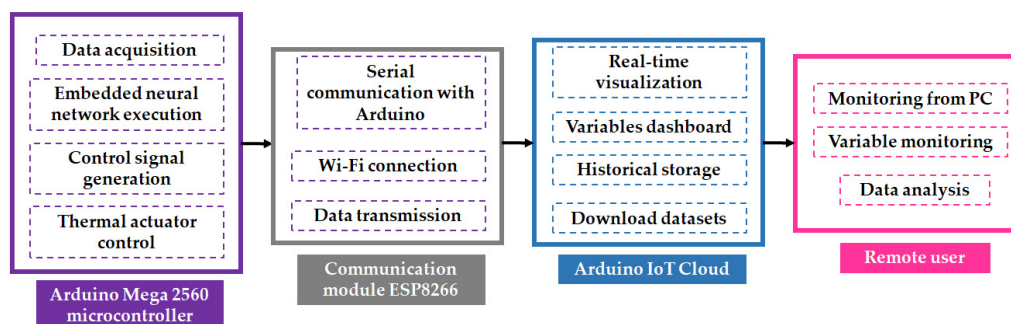 Data acquisition
Embedded neural
network execution
Control signal
generation
Thermal actuator
control
Arduino Mega 2560
microcontroller
Serial
communication with
Arduino
Wi-Fi connection
Data transmission
Communication
module ESP8266
Real-time
visualization
Variables dashboard
Historical storage
Download datasets
Arduino IoT Cloud
Monitoring from PC
Variable monitoring
Data analysis
Remote user